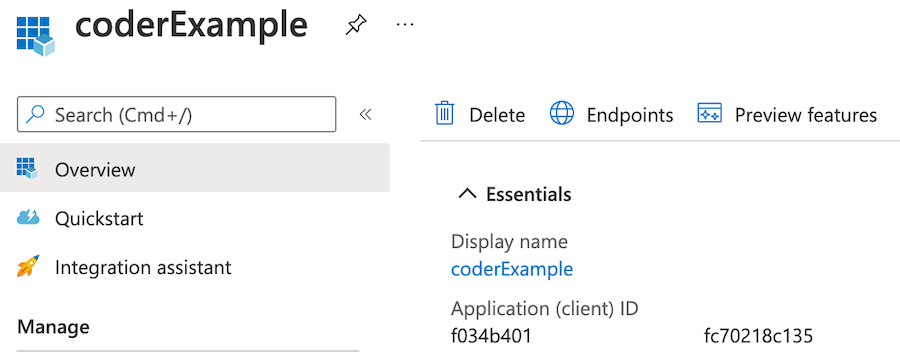 coderExample
Search (Cmd+/)
Overview
Quickstart
Integration assistant
Manage
Delete
Endpoints
Preview features
Essentials
Display name
coderExample
Application (client) ID
f034b401 fc70218c135